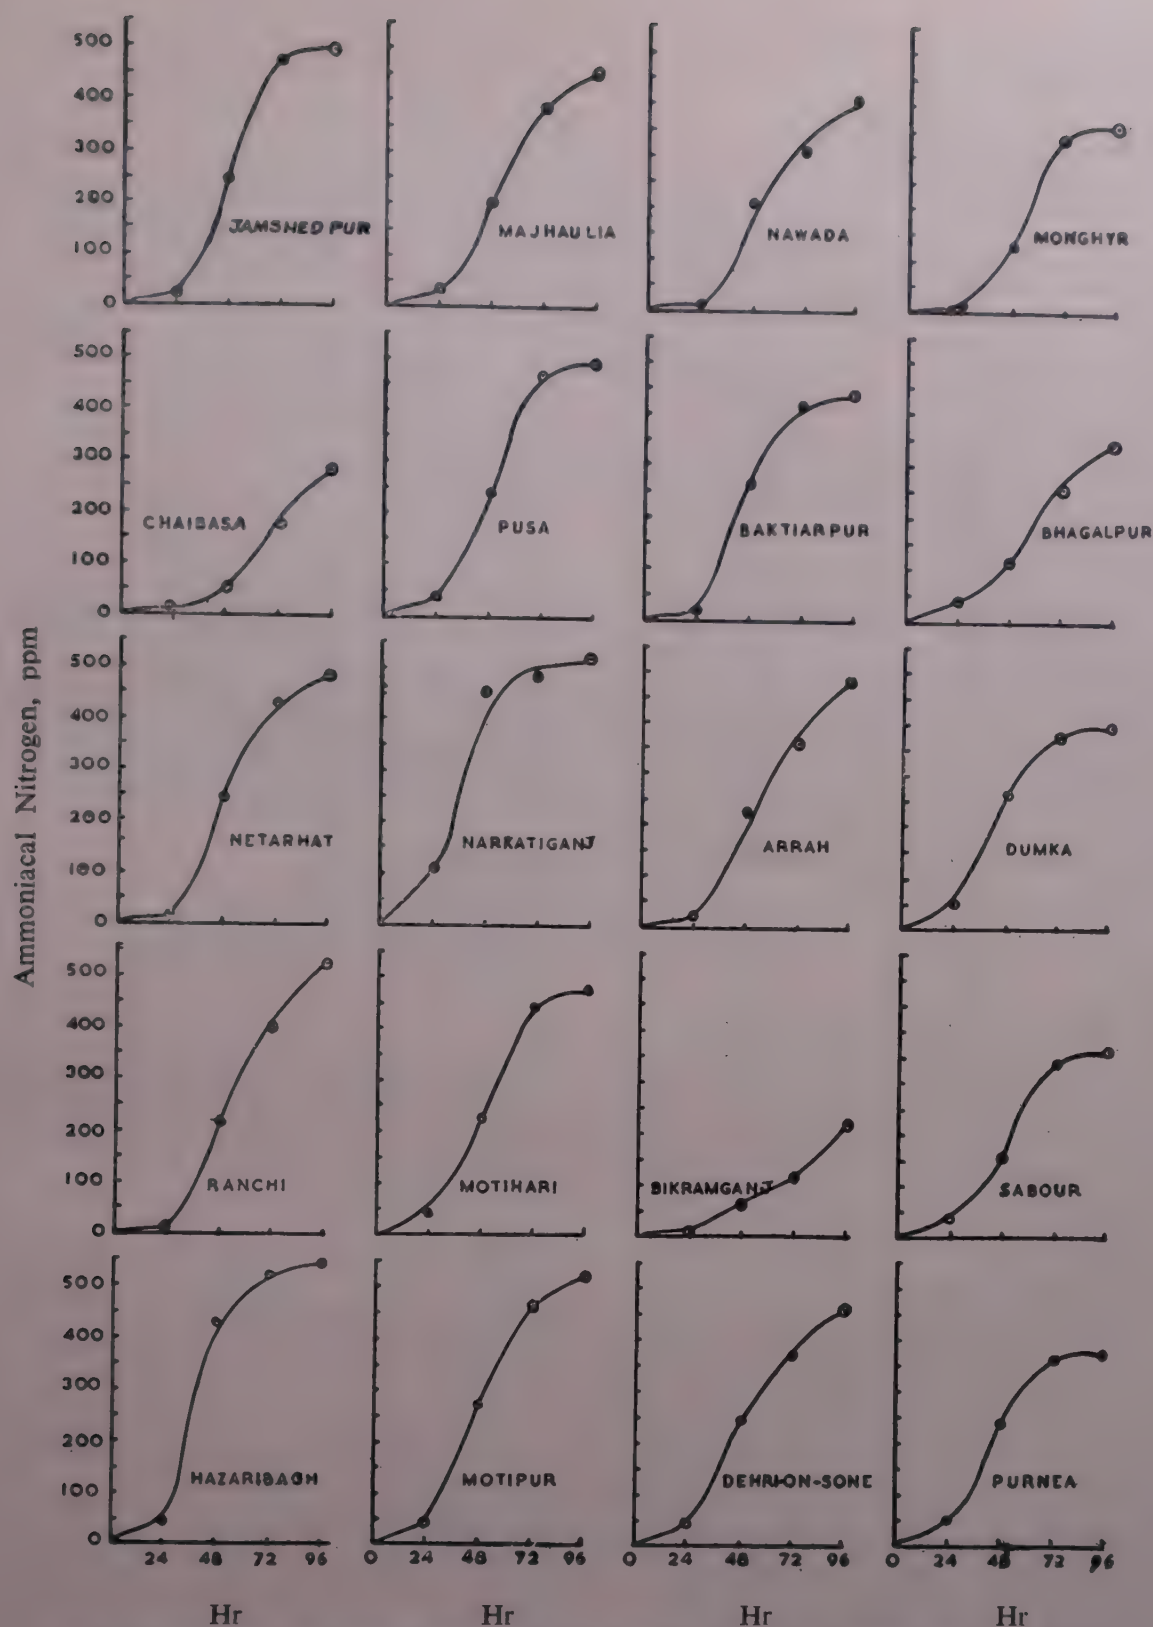 Ammoniacal Nitrogen, ppm
500
400
300
200
100
0
JAMSHEDPUR
MAJHAULIA
NAWADA
MONGHYR
500
400
300
200
100
0
CHAIBASA
PUSA
BAKTIARPUR
BHAGALPUR
500
400
300
200
100
0
NETARHAT
NARKATIGANJ
ARRAH
DUMKA
500
400
300
200
100
0
RANCHI
MOTIHARI
BIKRAMGANJ
SABOUR
500
400
300
200
100
0
HAZARIBAGH
MOTIPUR
DEHRI-ON-SONE
PURNEA
24 48 72 96
0 24 48 72 96
0 24 48 72 96
0 24 48 72 96
Hr Hr Hr Hr